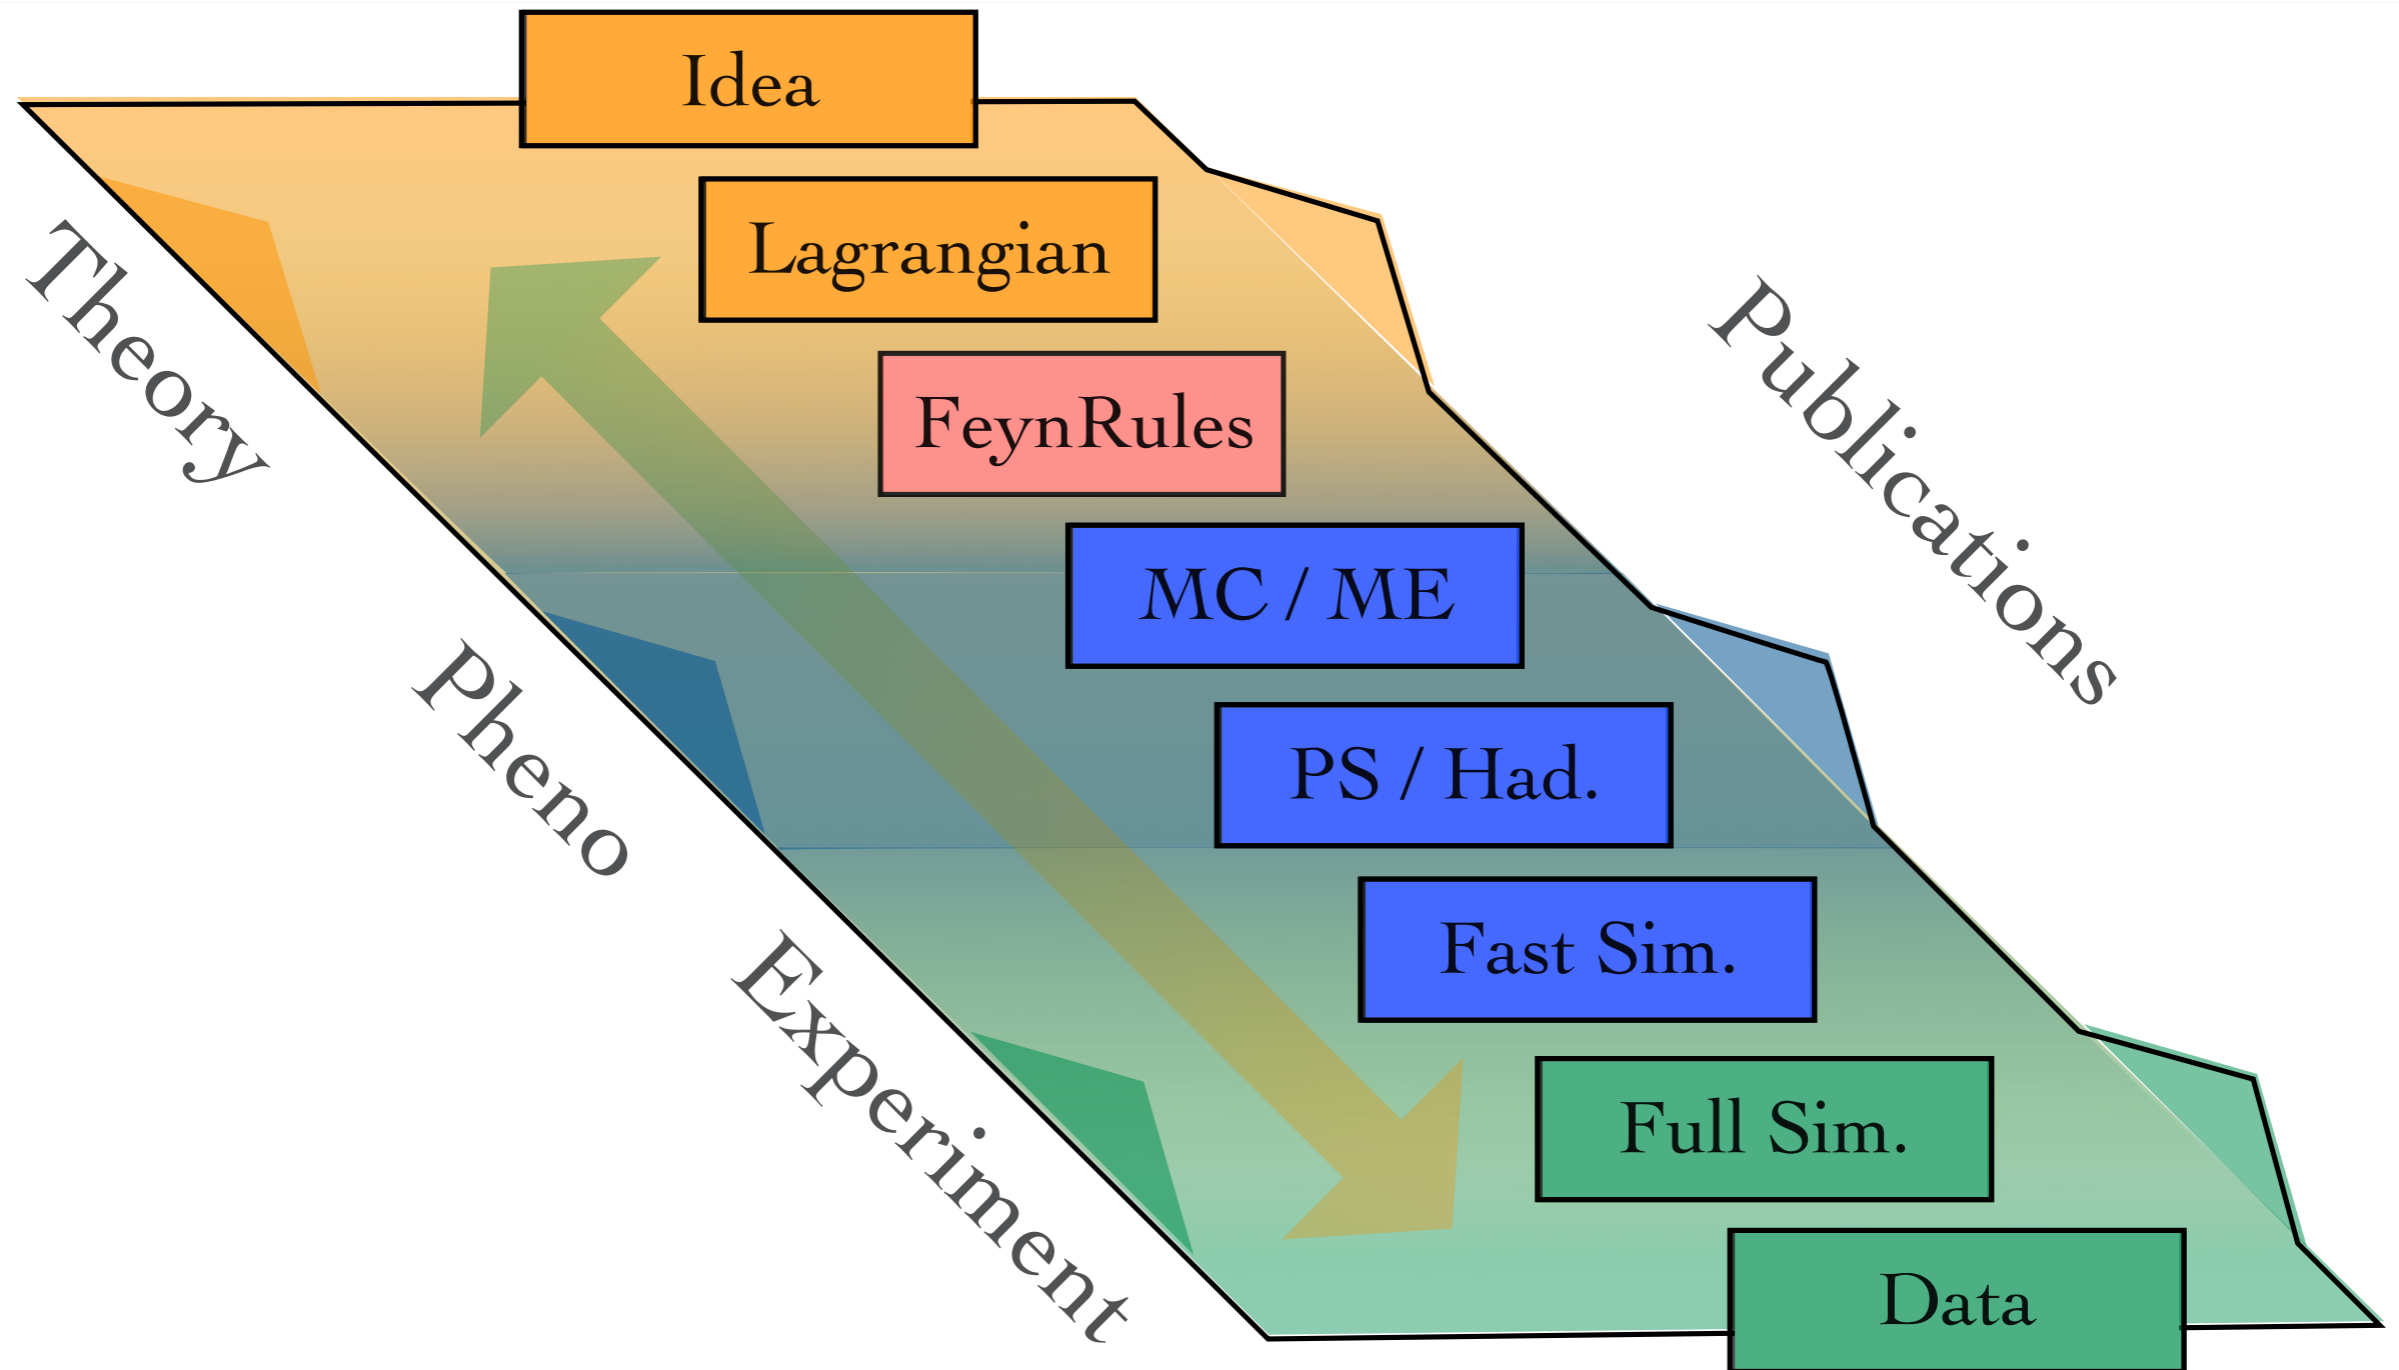 Idea
Lagrangian
FeynRules
MC / ME
PS / Had.
Fast Sim.
Full Sim.
Data
Theory
Pheno
Experiment
Publications